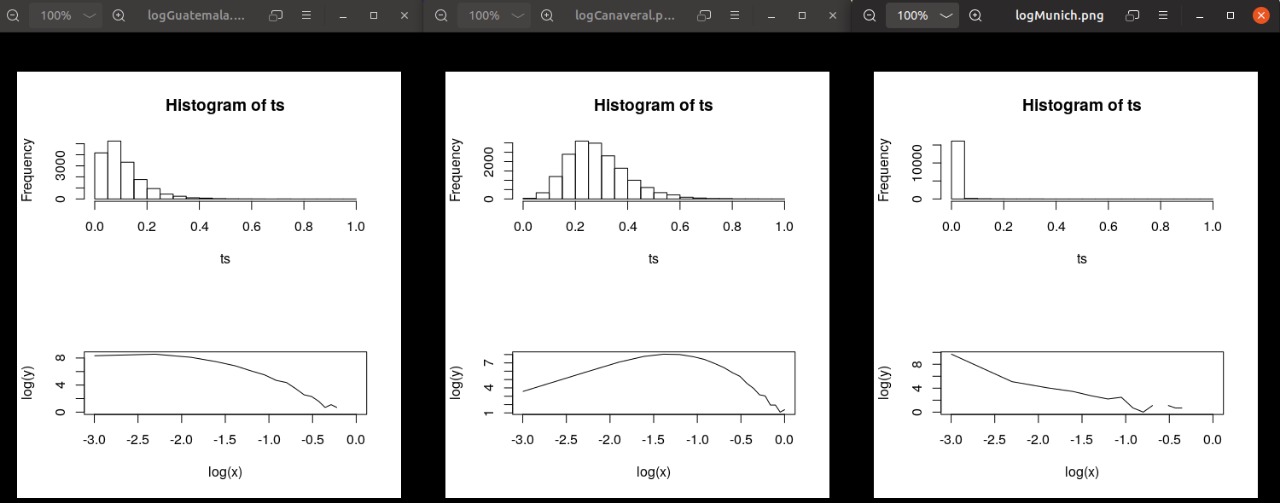 100% logGuatemala....
100% logCanaveral.p...
100% logMunich.png
Histogram of ts
Frequency
3000
0
0.0 0.2 0.4 0.6 0.8 1.0
ts
log(y)
8
4
0
-3.0 -2.5 -2.0 -1.5 -1.0 -0.5 0.0
log(x)
Histogram of ts
Frequency
2000
0
0.0 0.2 0.4 0.6 0.8 1.0
ts
log(y)
7
4
1
-3.0 -2.5 -2.0 -1.5 -1.0 -0.5 0.0
log(x)
Histogram of ts
Frequency
10000
0
0.0 0.2 0.4 0.6 0.8 1.0
ts
log(y)
8
4
0
-3.0 -2.5 -2.0 -1.5 -1.0 -0.5 0.0
log(x)